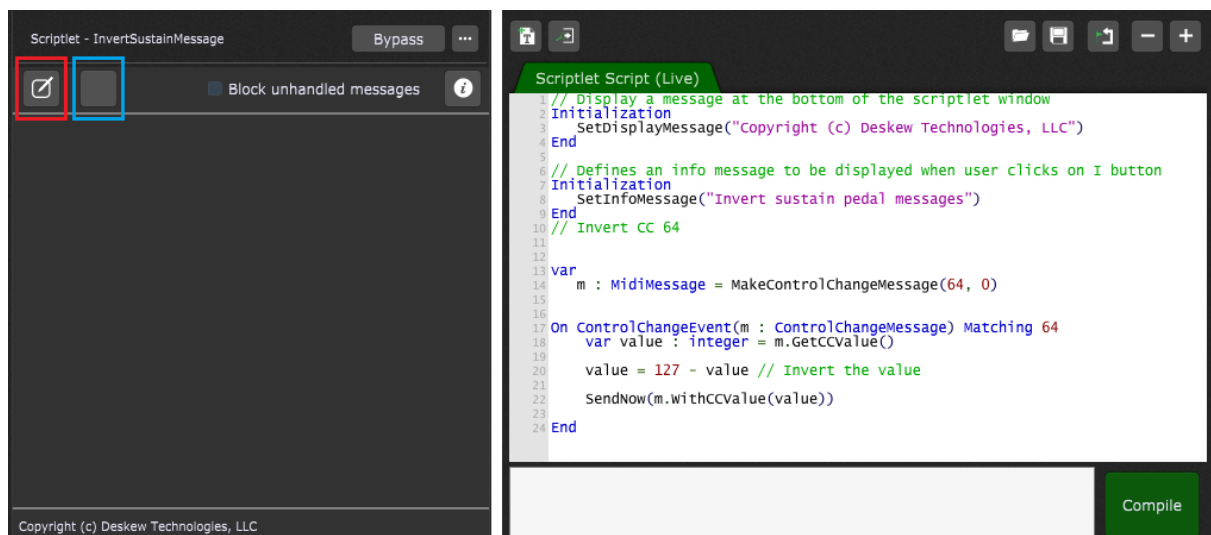 Scriptlet - InvertSustainMessage
Bypass
Block unhandled messages
i
Copyright (c) Deskew Technologies, LLC
T
Scriptlet Script (Live)
1 // Display a message at the bottom of the scriptlet window
2 Initialization
3 SetDisplayMessage("Copyright (c) Deskew Technologies, LLC")
4 End
5
6 // Defines an info message to be displayed when user clicks on I button
7 Initialization
8 SetInfoMessage("Invert sustain pedal messages")
9 End
10 // Invert CC 64
11
12
13 var
14 m : MidiMessage = MakeControlChangeMessage(64, 0)
15
16
17 On ControlChangeEvent(m : ControlChangeMessage) Matching 64
18 var value : integer = m.GetCCValue()
19
20 value = 127 - value // Invert the value
21
22 SendNow(m.WithCCValue(value))
23
24 End
Compile